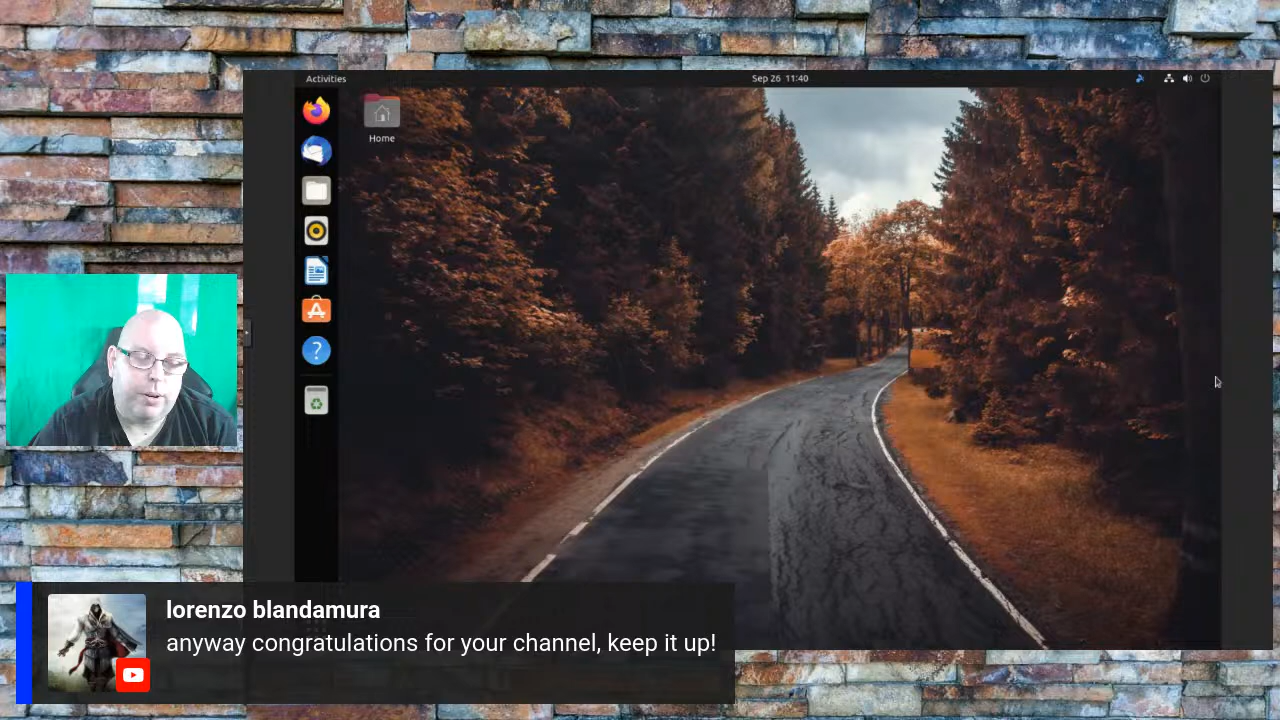 Activities
Sep 26 11:40
Home
?
lorenzo blandamura
anyway congratulations for your channel, keep it up!